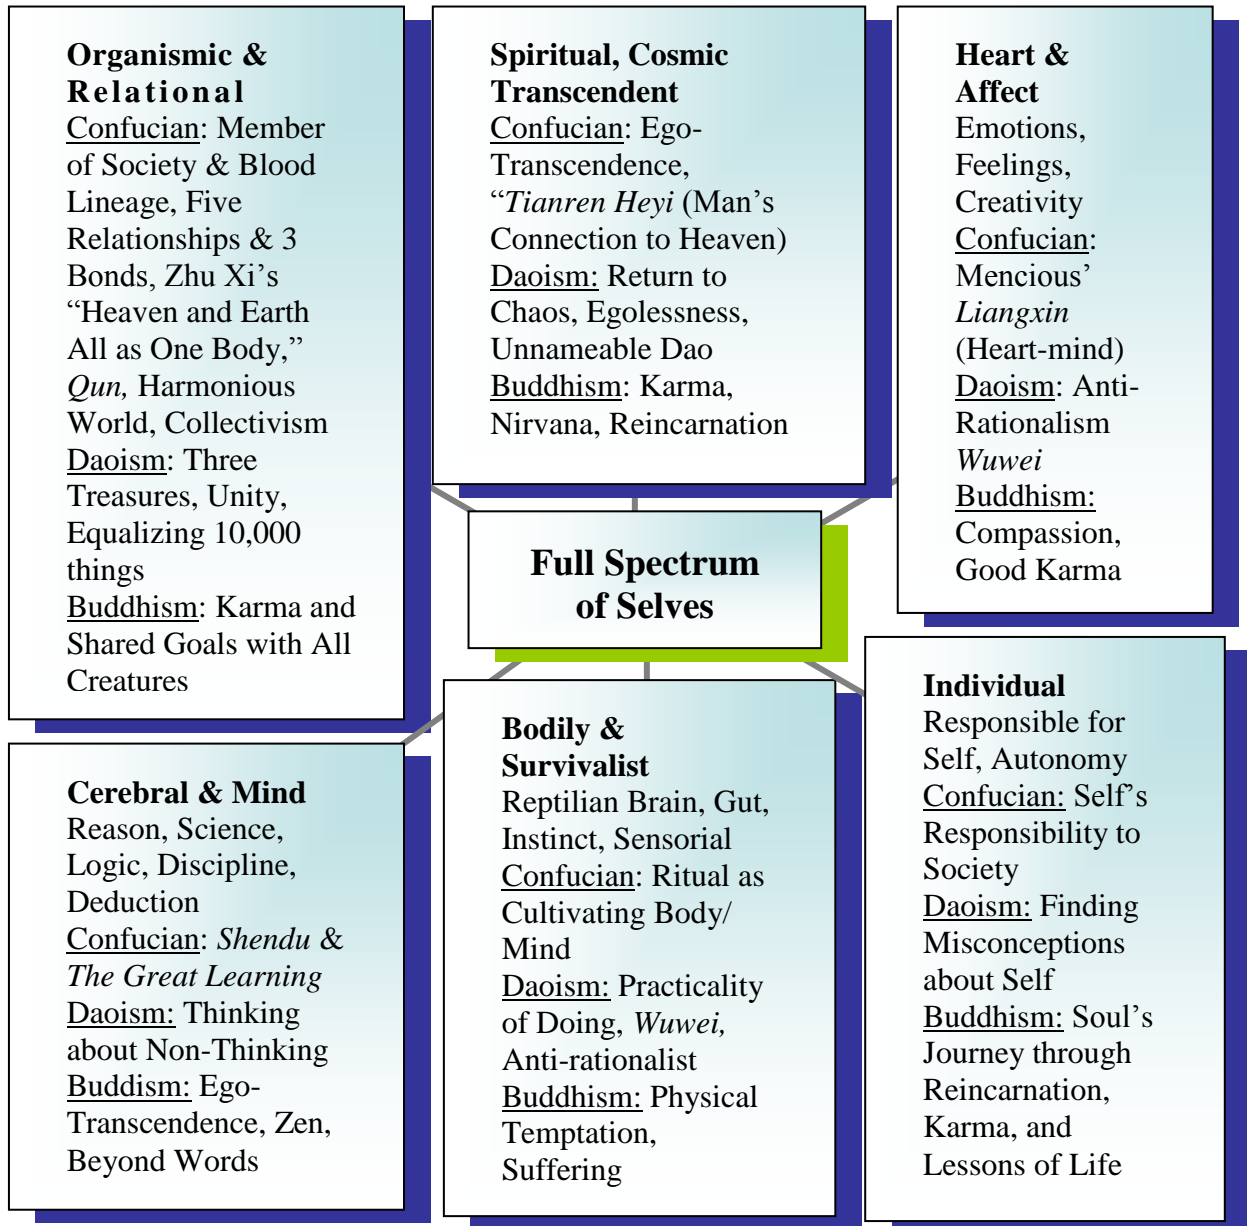 Organismic &
Relational
Confucian: Member
of Society & Blood
Lineage, Five
Relationships & 3
Bonds, Zhu Xi’s
“Heaven and Earth
All as One Body,”
Qun, Harmonious
World, Collectivism
Daoism: Three
Treasures, Unity,
Equalizing 10,000
things
Buddhism: Karma and
Shared Goals with All
Creatures
Spiritual, Cosmic
Transcendent
Confucian: Ego-
Transcendence,
“Tianren Heyi (Man’s
Connection to Heaven)
Daoism: Return to
Chaos, Egolessness,
Unnameable Dao
Buddhism: Karma,
Nirvana, Reincarnation
Heart &
Affect
Emotions,
Feelings,
Creativity
Confucian:
Mencious’
Liangxin
(Heart-mind)
Daoism: Anti-
Rationalism
Wuwei
Buddhism:
Compassion,
Good Karma
Full Spectrum
of Selves
Cerebral & Mind
Reason, Science,
Logic, Discipline,
Deduction
Confucian: Shendu &
The Great Learning
Daoism: Thinking
about Non-Thinking
Buddism: Ego-
Transcendence, Zen,
Beyond Words
Bodily &
Survivalist
Reptilian Brain, Gut,
Instinct, Sensorial
Confucian: Ritual as
Cultivating Body/
Mind
Daoism: Practicality
of Doing, Wuwei,
Anti-rationalist
Buddhism: Physical
Temptation,
Suffering
Individual
Responsible for
Self, Autonomy
Confucian: Self’s
Responsibility to
Society
Daoism: Finding
Misconceptions
about Self
Buddhism: Soul’s
Journey through
Reincarnation,
Karma, and
Lessons of Life